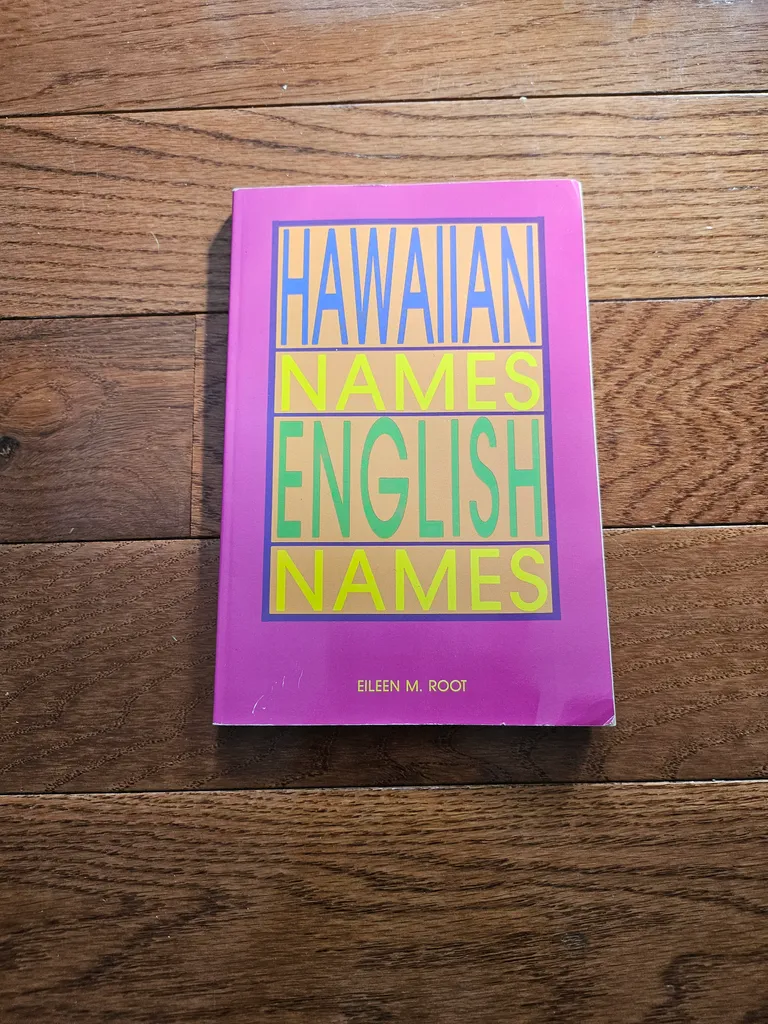 HAWAIIAN
NAMES
ENGLISH
NAMES
EILEEN M. ROOT